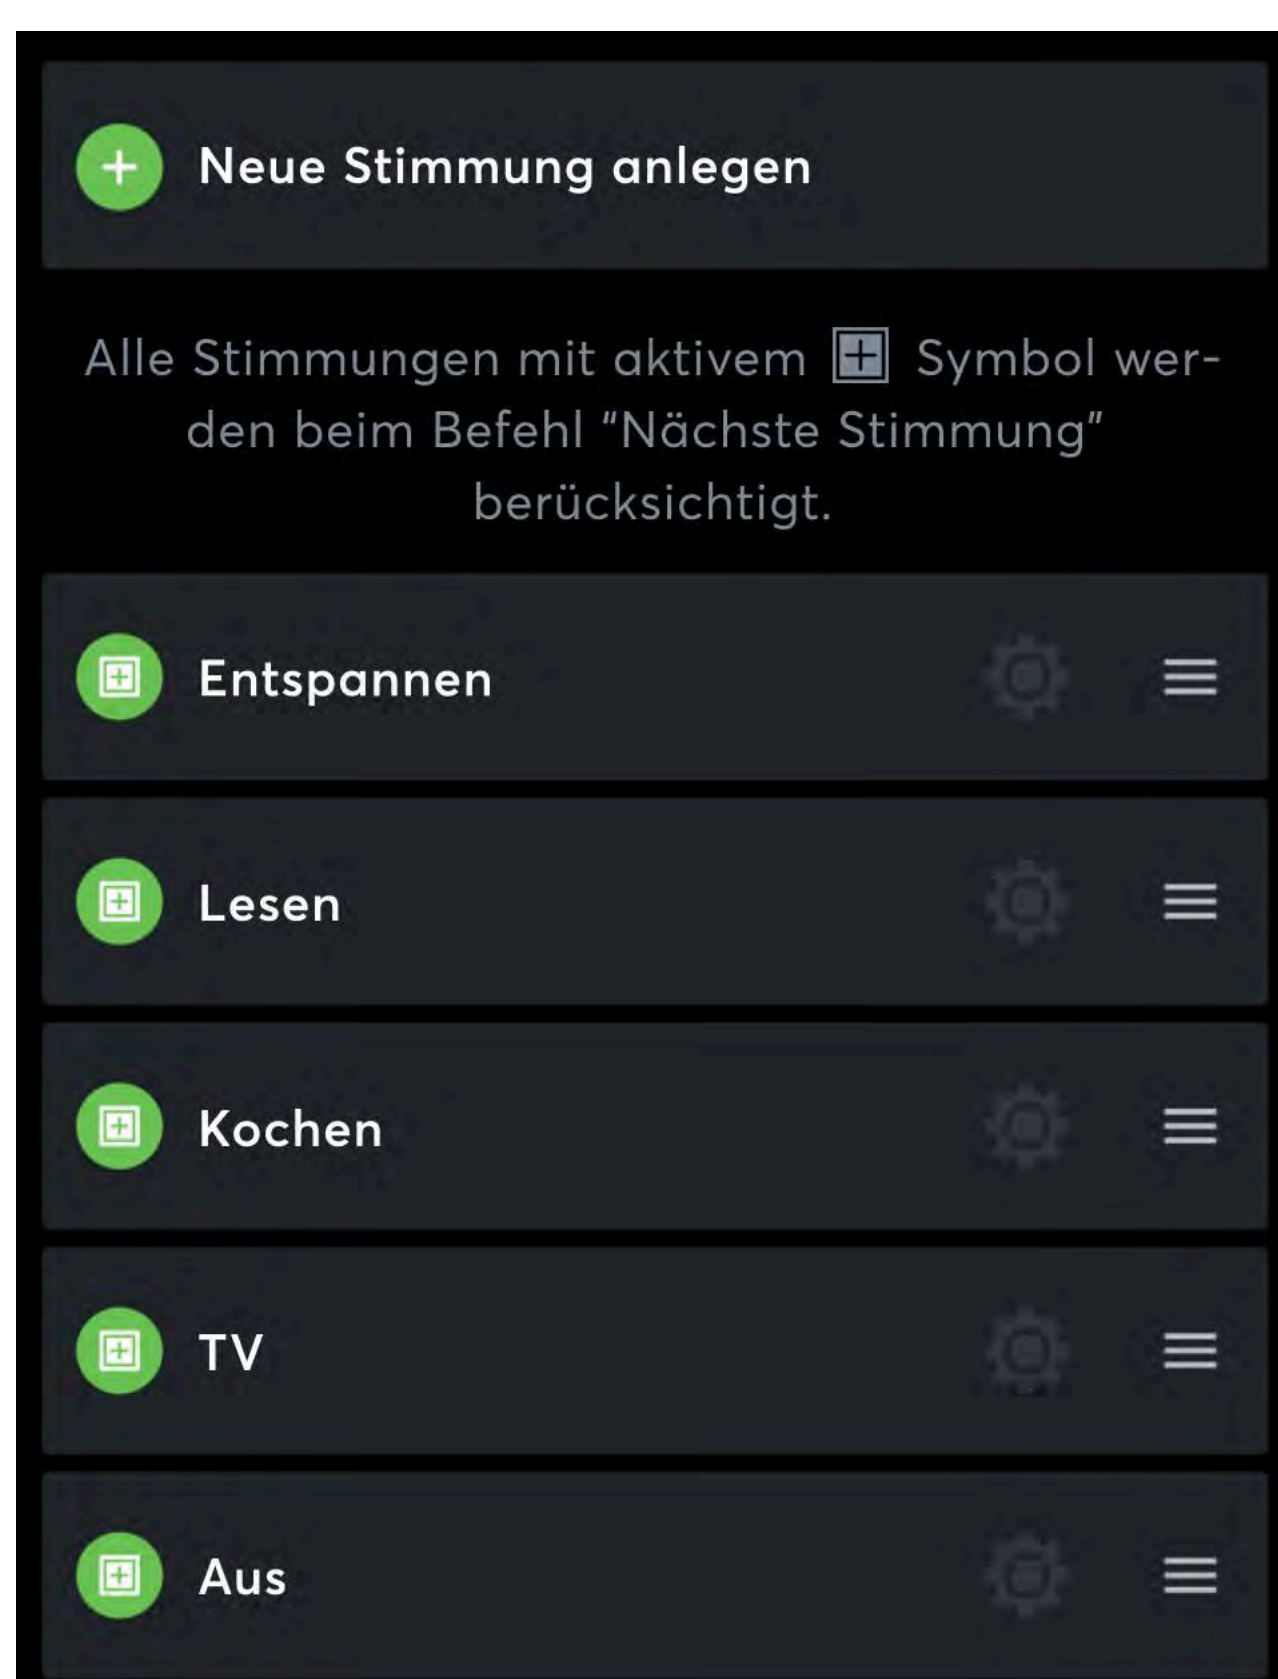 Neue Stimmung anlegen
Alle Stimmungen mit aktivem Symbol wer-
den beim Befehl "Nächste Stimmung"
berücksichtigt.
Entspannen
Lesen
Kochen
TV
Aus